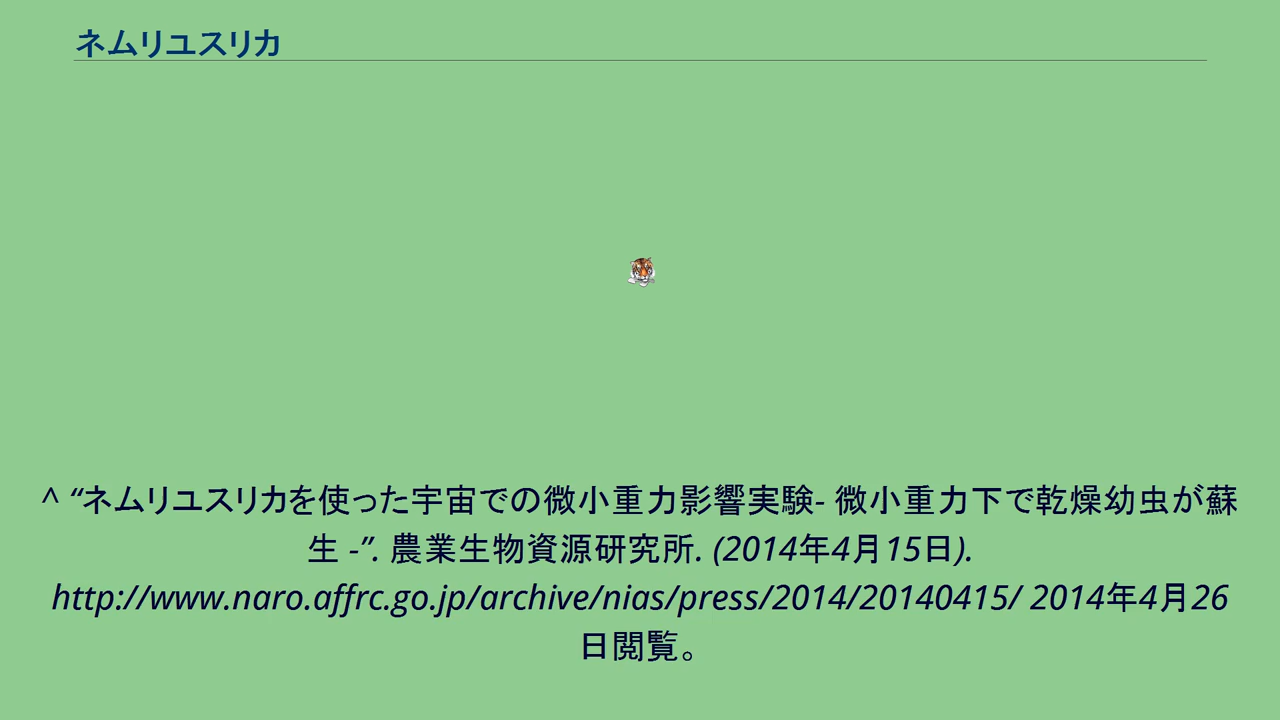 ネムリユスリカ
^ “ネムリユスリカを使った宇宙での微小重力影響実験- 微小重力下で乾燥幼虫が蘇
生 -”. 農業生物資源研究所. (2014年4月15日).
http://www.naro.affrc.go.jp/archive/nias/press/2014/20140415/ 2014年4月26
日閲覧。